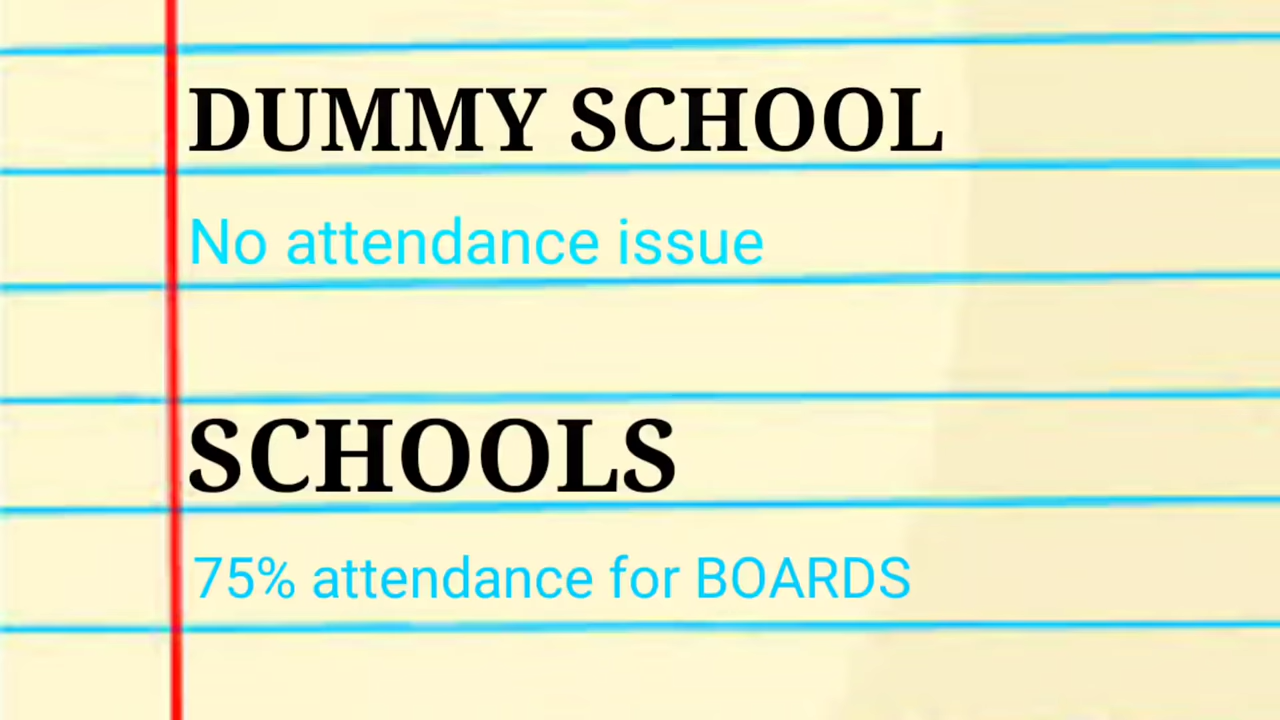 DUMMY SCHOOL
No attendance issue
SCHOOLS
75% attendance for BOARDS